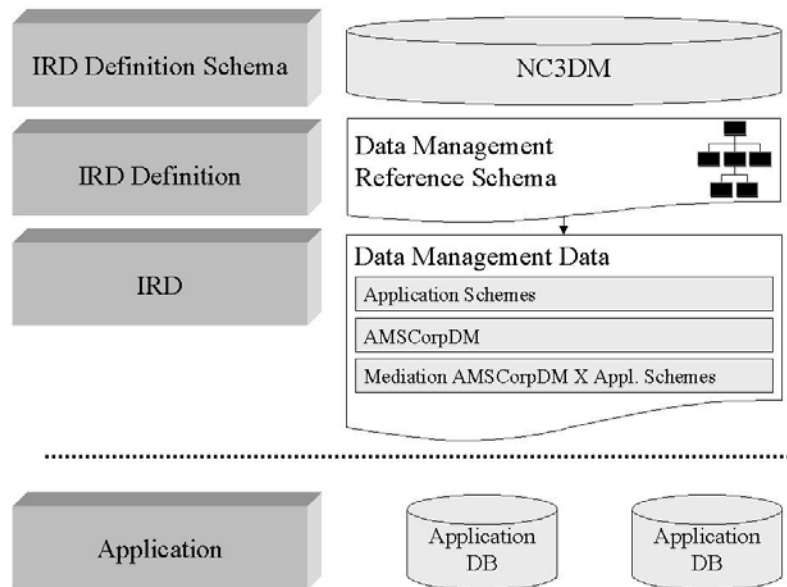 IRD Definition Schema
NC3DM
IRD Definition
Data Management
Reference Schema
IRD
Data Management Data
Application Schemes
AMSCorpDM
Mediation AMSCorpDM X Appl. Schemes
Application
Application
DB
Application
DB